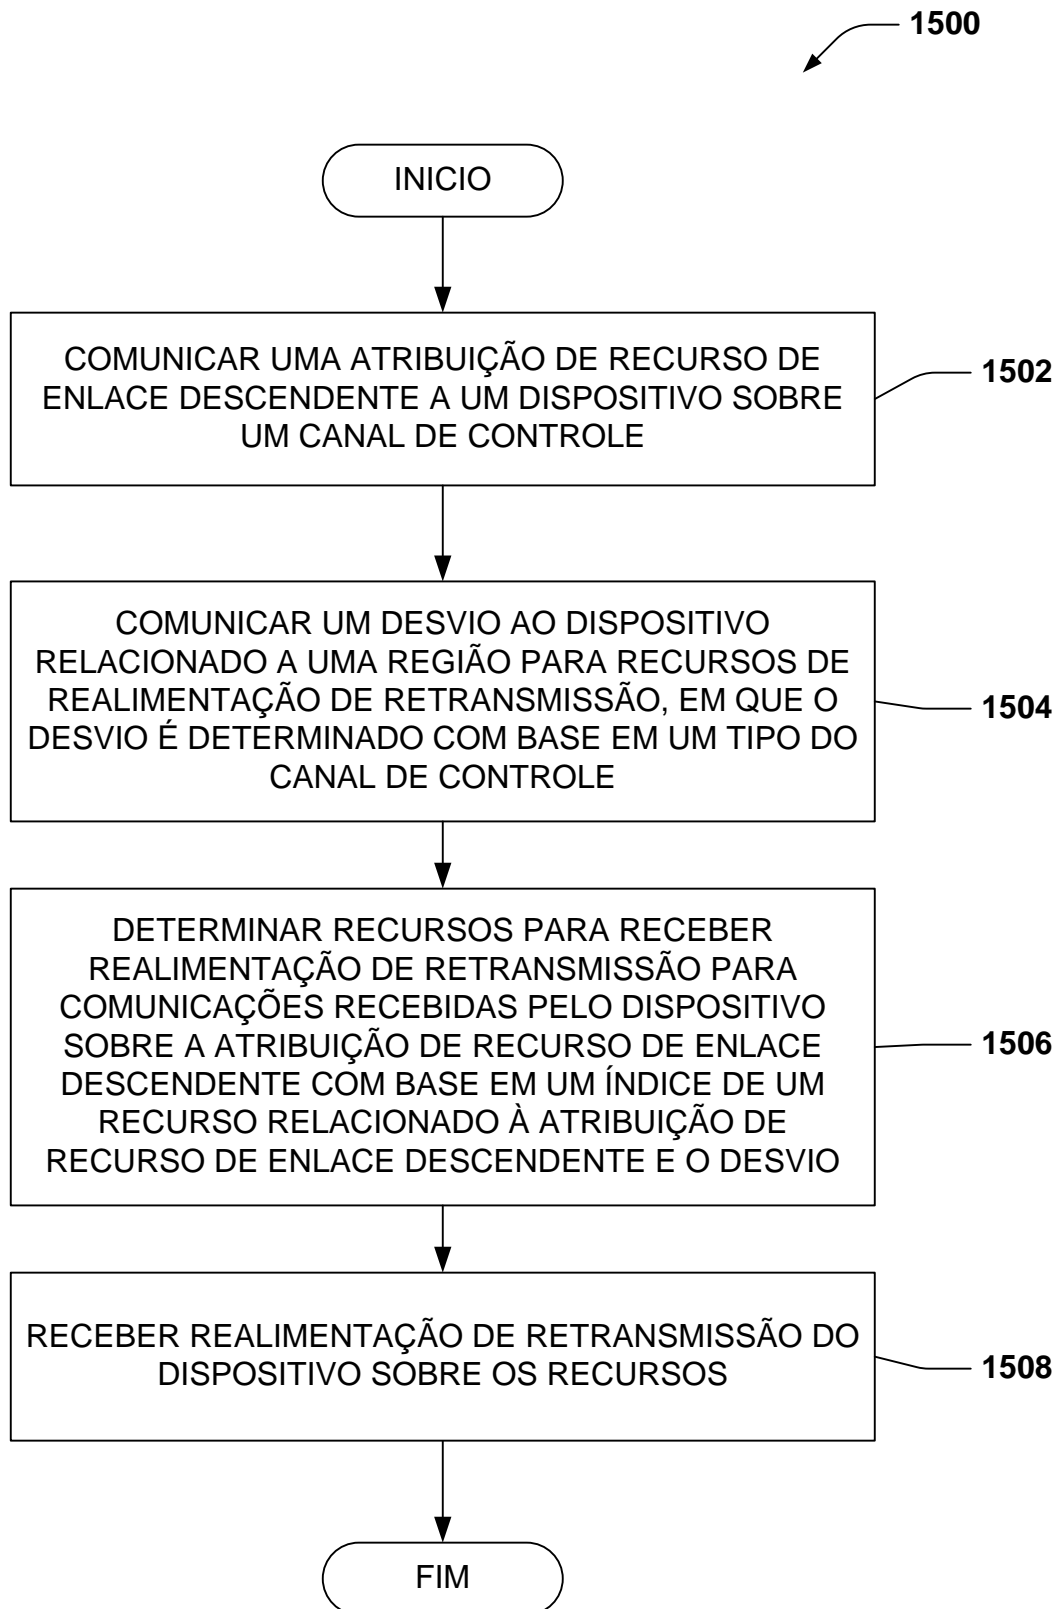 1500
INICIO
COMUNICAR UMA ATRIBUIÇÃO DE RECURSO DE
ENLACE DESCENDENTE A UM DISPOSITIVO SOBRE
UM CANAL DE CONTROLE
1502
COMUNICAR UM DESVIO AO DISPOSITIVO
RELACIONADO A UMA REGIÃO PARA RECURSOS DE
REALIMENTAÇÃO DE RETRANSMISSÃO, EM QUE O
DESVIO É DETERMINADO COM BASE EM UM TIPO DO
CANAL DE CONTROLE
1504
DETERMINAR RECURSOS PARA RECEBER
REALIMENTAÇÃO DE RETRANSMISSÃO PARA
COMUNICAÇÕES RECEBIDAS PELO DISPOSITIVO
SOBRE A ATRIBUIÇÃO DE RECURSO DE ENLACE
DESCENDENTE COM BASE EM UM ÍNDICE DE UM
RECURSO RELACIONADO À ATRIBUIÇÃO DE
RECURSO DE ENLACE DESCENDENTE E O DESVIO
1506
RECEBER REALIMENTAÇÃO DE RETRANSMISSÃO DO
DISPOSITIVO SOBRE OS RECURSOS
1508
FIM